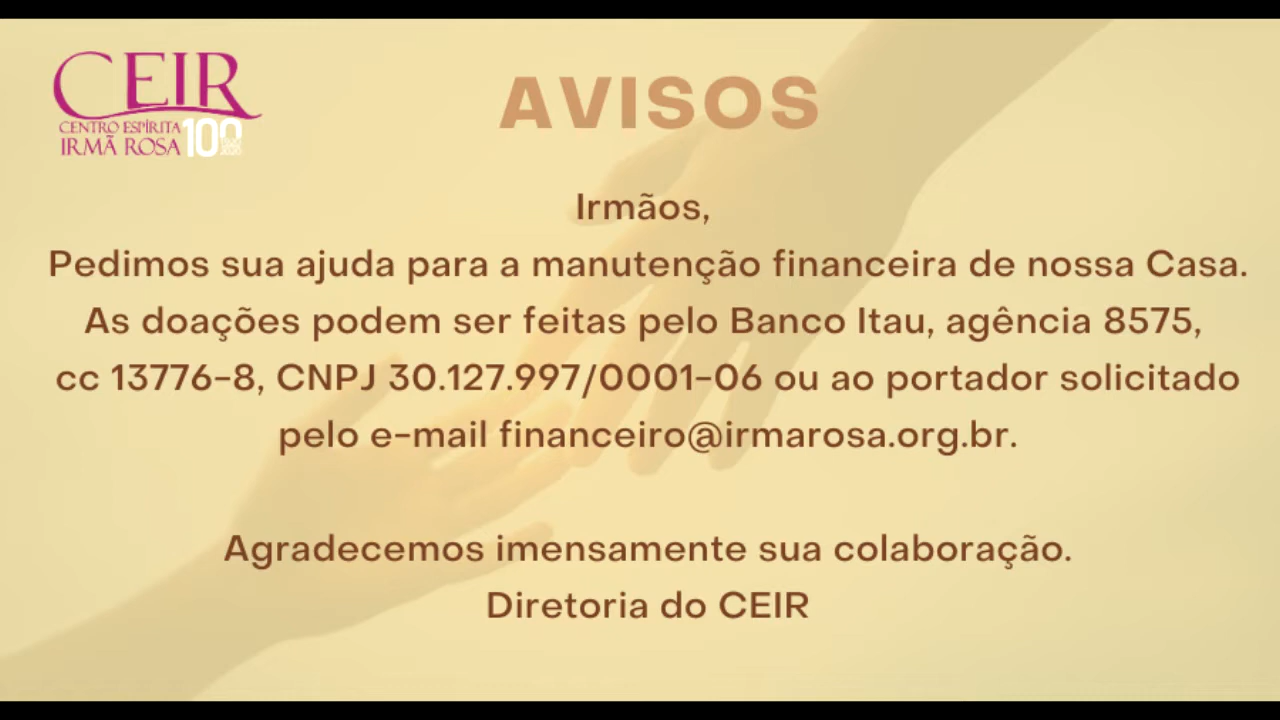 CEIR
CENTRO ESPÍRITA
IRMÃ ROSA 100
AVISOS
Irmãos,
Pedimos sua ajuda para a manutenção financeira de nossa Casa.
As doações podem ser feitas pelo Banco Itau, agência 8575,
cc 13776-8, CNPJ 30.127.997/0001-06 ou ao portador solicitado
pelo e-mail financeiro@irmarosa.org.br.
Agradecemos imensamente sua colaboração.
Diretoria do CEIR